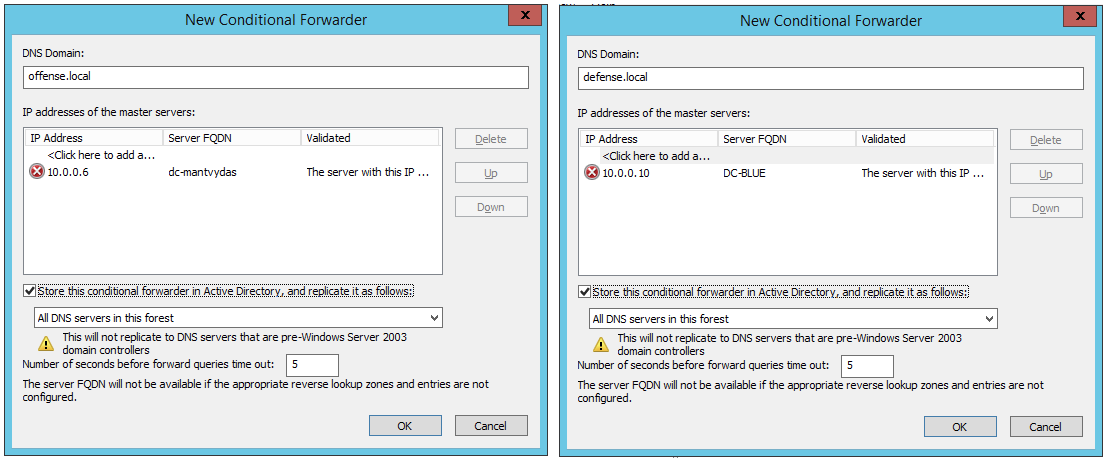 New Conditional Forwarder
x
DNS Domain:
offense.local
IP addresses of the master servers:
IP Address Server FQDN Validated
<Click here to add a...
10.0.0.6 dc-mantvydas The server with this IP ...
Delete
Up
Down
Store this conditional forwarder in Active Directory, and replicate it as follows:
All DNS servers in this forest
This will not replicate to DNS servers that are pre-Windows Server 2003
domain controllers
Number of seconds before forward queries time out: 5
The server FQDN will not be available if the appropriate reverse lookup zones and entries are not
configured.
OK Cancel
New Conditional Forwarder
x
DNS Domain:
defense.local
IP addresses of the master servers:
IP Address Server FQDN Validated
<Click here to add a...
10.0.0.10 DC-BLUE The server with this IP ...
Delete
Up
Down
Store this conditional forwarder in Active Directory, and replicate it as follows:
All DNS servers in this forest
This will not replicate to DNS servers that are pre-Windows Server 2003
domain controllers
Number of seconds before forward queries time out: 5
The server FQDN will not be available if the appropriate reverse lookup zones and entries are not
configured.
OK Cancel